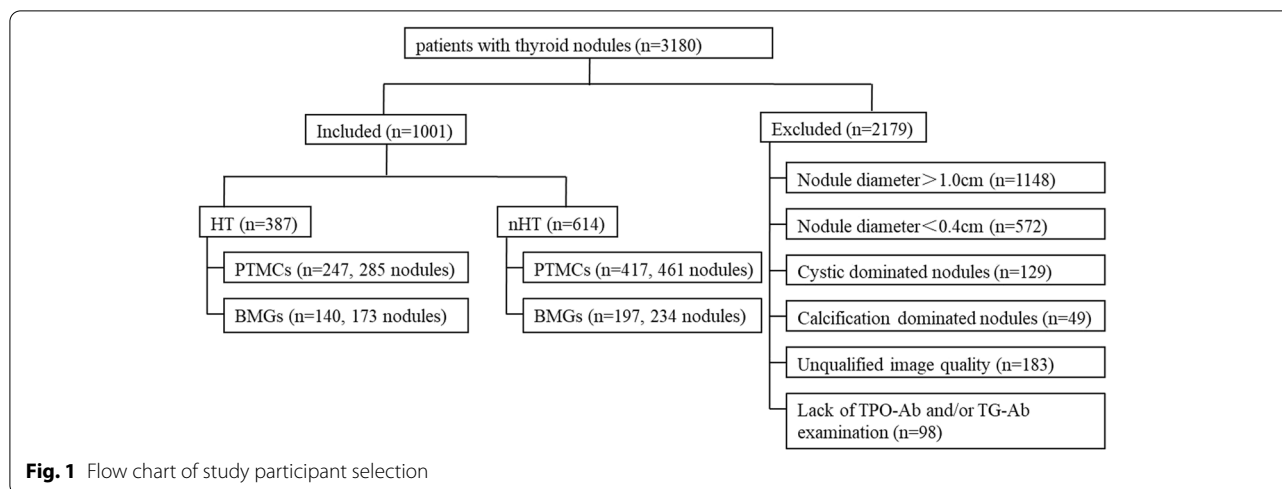 patients with thyroid nodules (n=3180)
Included (n=1001)
Excluded (n=2179)
HT (n=387)
PTMCs (n=247, 285 nodules)
BMGs (n=140, 173 nodules)
nHT (n=614)
PTMCs (n=417, 461 nodules)
BMGs (n=197, 234 nodules)
Nodule diameter＞1.0cm (n=1148)
Nodule diameter＜0.4cm (n=572)
Cystic dominated nodules (n=129)
Calcification dominated nodules (n=49)
Unqualified image quality (n=183)
Lack of TPO-Ab and/or TG-Ab
examination (n=98)
Fig. 1 Flow chart of study participant selection